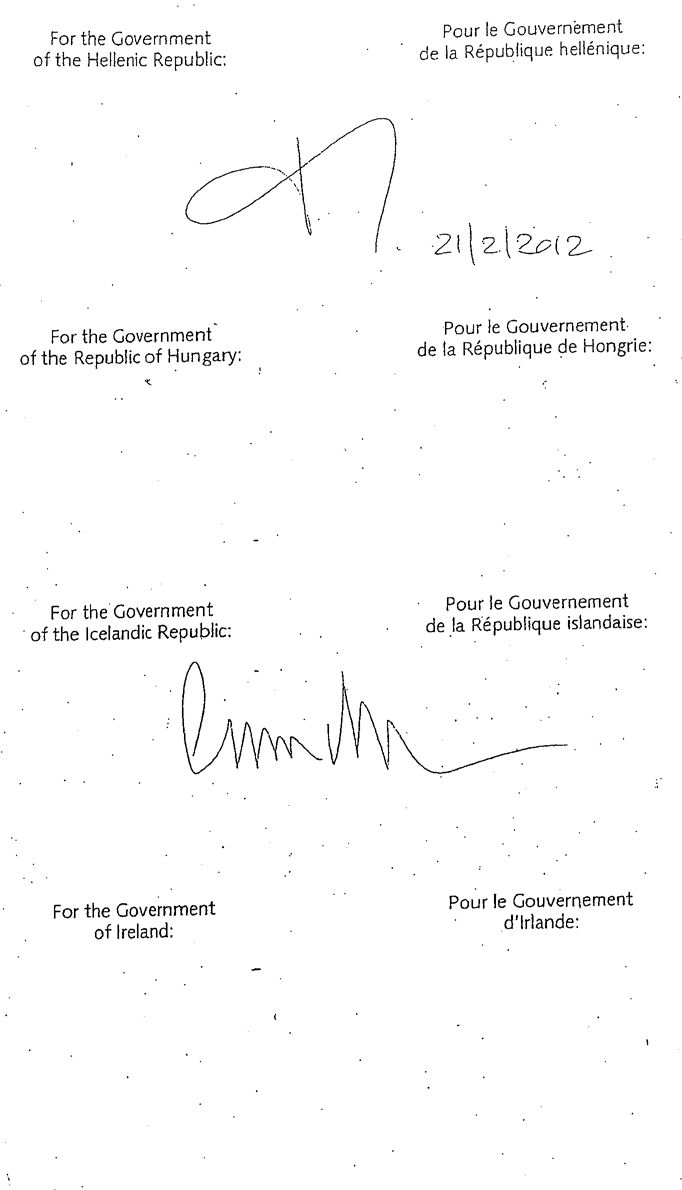 For the Government
of the Hellenic Republic:
Pour le Gouvernement
de la République hellénique:
21/2/2012
For the Government
of the Republic of Hungary:
Pour le Gouvernement
de la République de Hongrie:
For the Government
of the Icelandic Republic:
Pour le Gouvernement
de la République islandaise:
For the Government
of Ireland:
Pour le Gouvernement
d'Irlande: